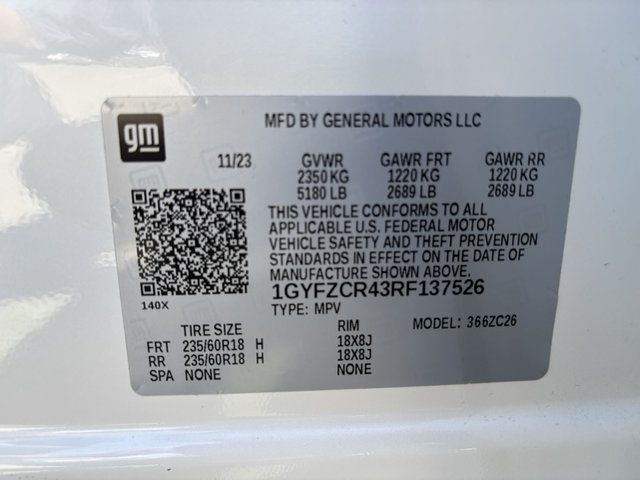 gm
MFD BY GENERAL MOTORS LLC
11/23 GVWR GAWR FRT GAWR RR
2350 KG 1220 KG 1220 KG
5180 LB 2689 LB 2689 LB
THIS VEHICLE CONFORMS TO ALL
APPLICABLE U.S. FEDERAL MOTOR
VEHICLE SAFETY AND THEFT PREVENTION
STANDARDS IN EFFECT ON THE DATE OF
MANUFACTURE SHOWN ABOVE.
140X 1GYFZCR43RF137526
TYPE: MPV MODEL: 366ZC26
TIRE SIZE RIM
FRT 235/60R18 H 18X8J
RR 235/60R18 H 18X8J
SPA NONE NONE